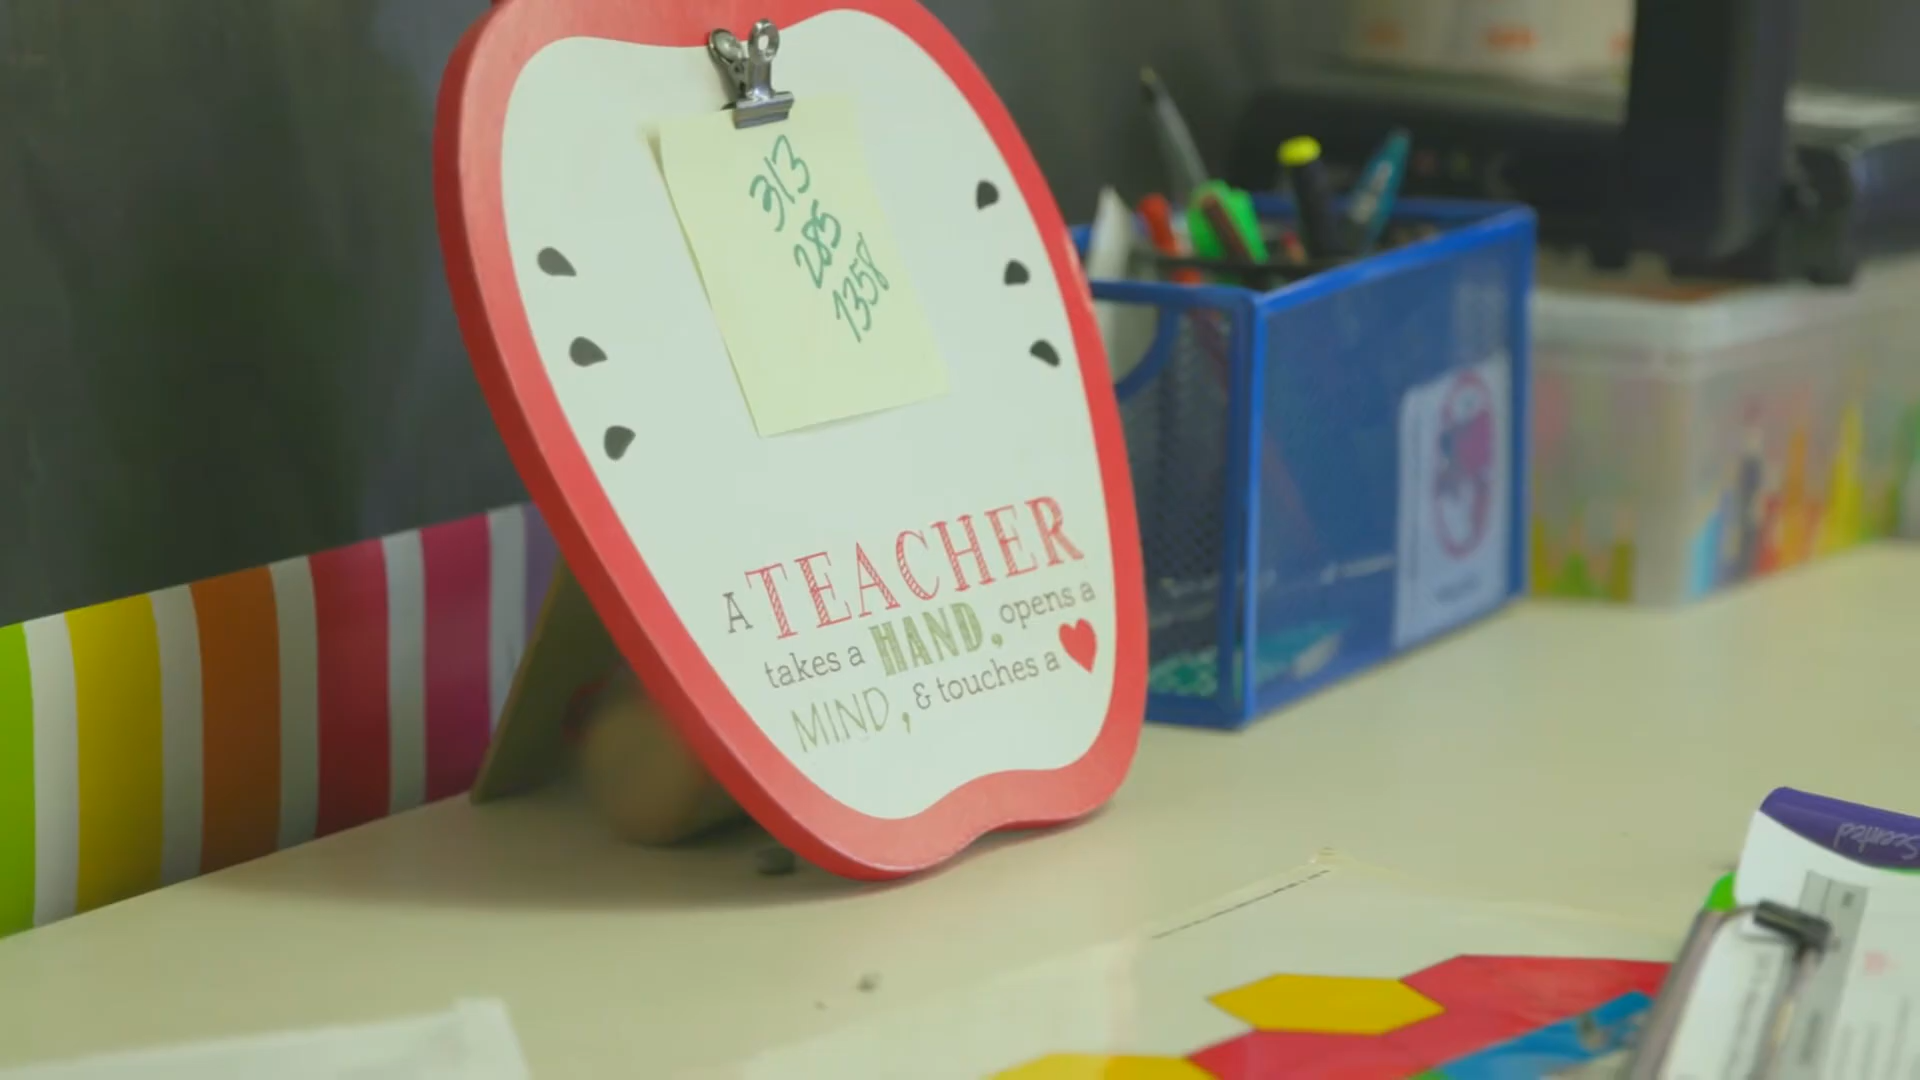 313
285
1358
A TEACHER
takes a HAND, opens a
MIND, & touches a
Scented